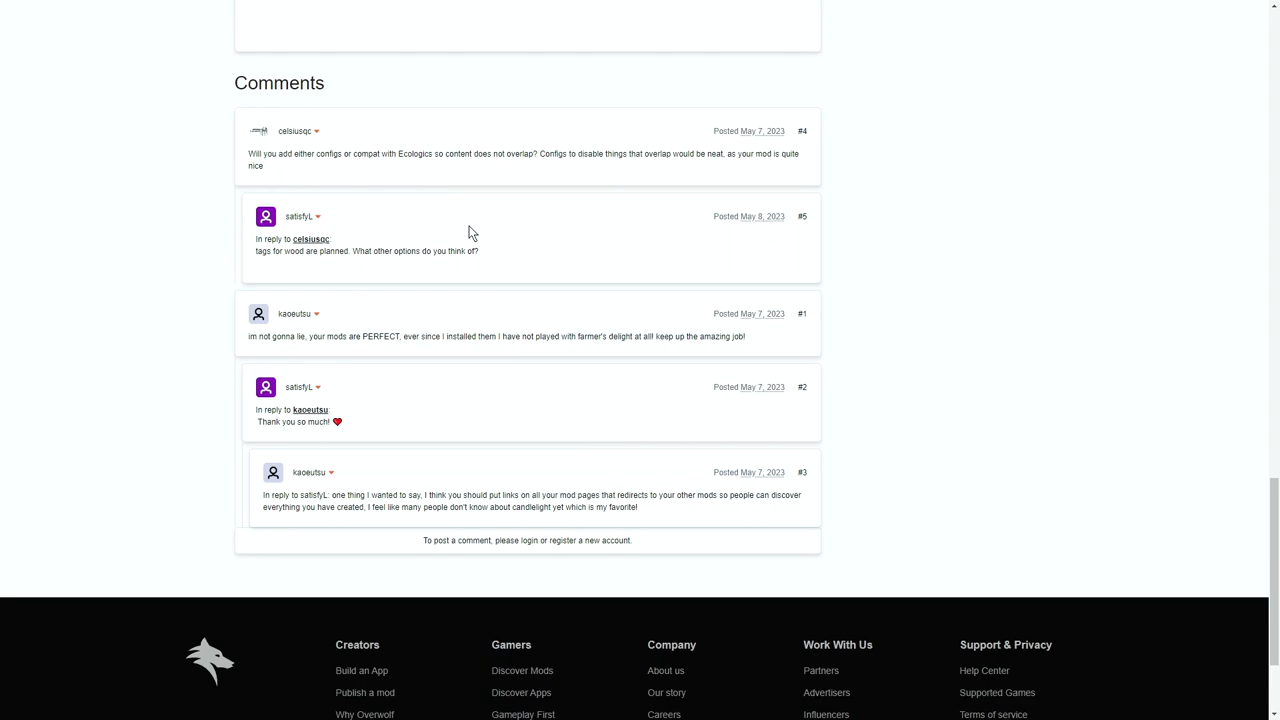 Comments
celsiusqc
Posted May 7, 2023 #4
Will you add either configs or compat with Ecologics so content does not overlap? Configs to disable things that overlap would be neat, as your mod is quite
nice
satisfyL
Posted May 8, 2023 #5
In reply to celsiusqc:
tags for wood are planned. What other options do you think of?
kaoeutsu
Posted May 7, 2023 #1
im not gonna lie, your mods are PERFECT, ever since I installed them I have not played with farmer's delight at all! keep up the amazing job!
satisfyL
Posted May 7, 2023 #2
In reply to kaoeutsu:
Thank you so much! ❤
kaoeutsu
Posted May 7, 2023 #3
In reply to satisfyL: one thing I wanted to say, I think you should put links on all your mod pages that redirects to your other mods so people can discover
everything you have created, I feel like many people don't know about candlelight yet which is my favorite!
To post a comment, please login or register a new account.
Creators
Build an App
Publish a mod
Why Overwolf
Gamers
Discover Mods
Discover Apps
Gameplay First
Company
About us
Our story
Careers
Work With Us
Partners
Advertisers
Influencers
Support & Privacy
Help Center
Supported Games
Terms of service